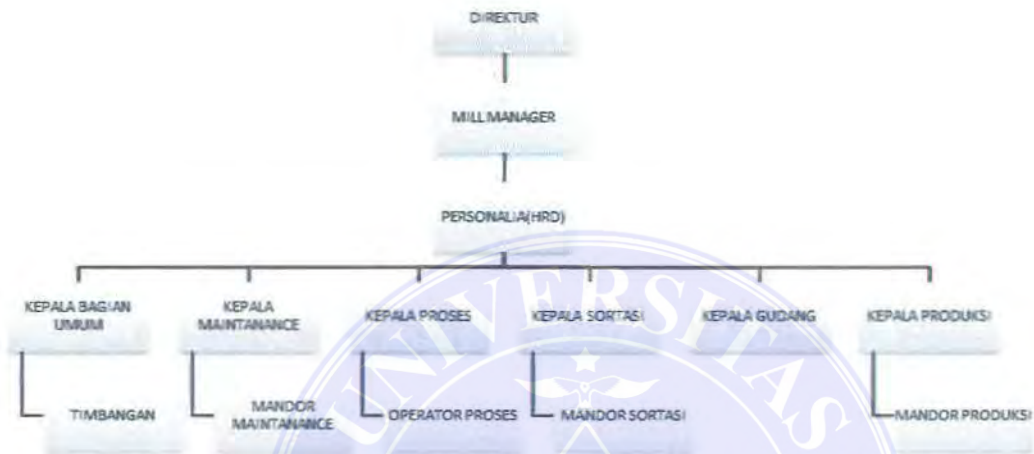 DIREKTUR
MILL MANAGER
PERSONALIA(HRD)
KEPALA BAGIAN
UMUM
KEPALA
MAINTANANCE
KEPALA PROSES
KEPALA SORTASI
KEPALA GUDANG
KEPALA PRODUKSI
TIMBANGAN
MANDOR
MAINTANANCE
OPERATOR PROSES
MANDOR SORTASI
MANDOR PRODUKSI
UNIVERSITAS